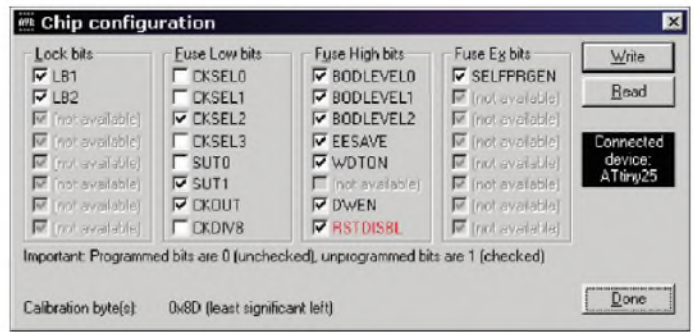 AVR Chip configuration
Lock bits
LB1
LB2
(not available)
(not available)
(not available)
(not available)
(not available)
(not available)
Fuse Low bits
CKSEL0
CKSEL1
CKSEL2
CKSEL3
SUT0
SUT1
CKOUT
CKDIV8
Fuse High bits
BODLEVEL0
BODLEVEL1
BODLEVEL2
EESAVE
WDTON
(not available)
DWEN
RSTDISBL
Fuse Ex bits
SELFPRGEN
(not available)
(not available)
(not available)
(not available)
(not available)
(not available)
(not available)
Write
Read
Connected
device:
ATtiny25
Important: Programmed bits are 0 (unchecked), unprogrammed bits are 1 (checked)
Calibration byte(s): 0x8D (least significant left)
Done